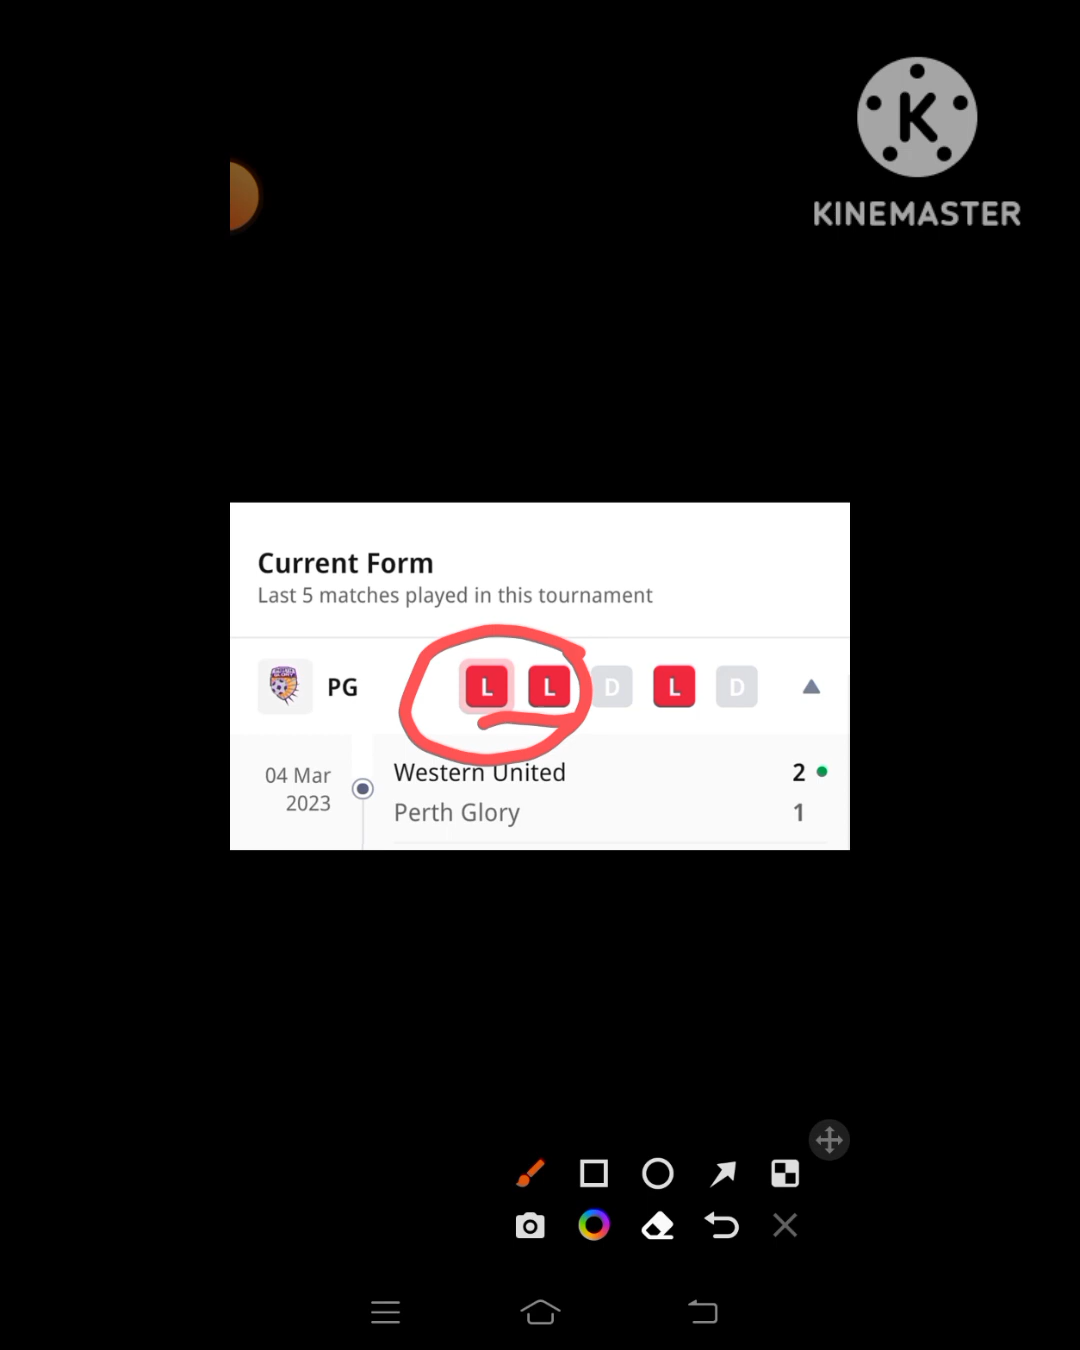 K
KINEMASTER
Current Form
Last 5 matches played in this tournament
PG L L D L D
04 Mar 2023
Western United 2
Perth Glory 1